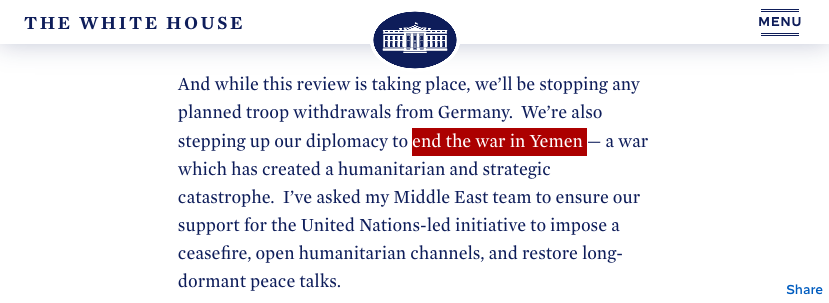 THE WHITE HOUSE
MENU
And while this review is taking place, we’ll be stopping any
planned troop withdrawals from Germany.  We’re also
stepping up our diplomacy to end the war in Yemen — a war
which has created a humanitarian and strategic
catastrophe.  I’ve asked my Middle East team to ensure our
support for the United Nations-led initiative to impose a
ceasefire, open humanitarian channels, and restore long-
dormant peace talks.
Share